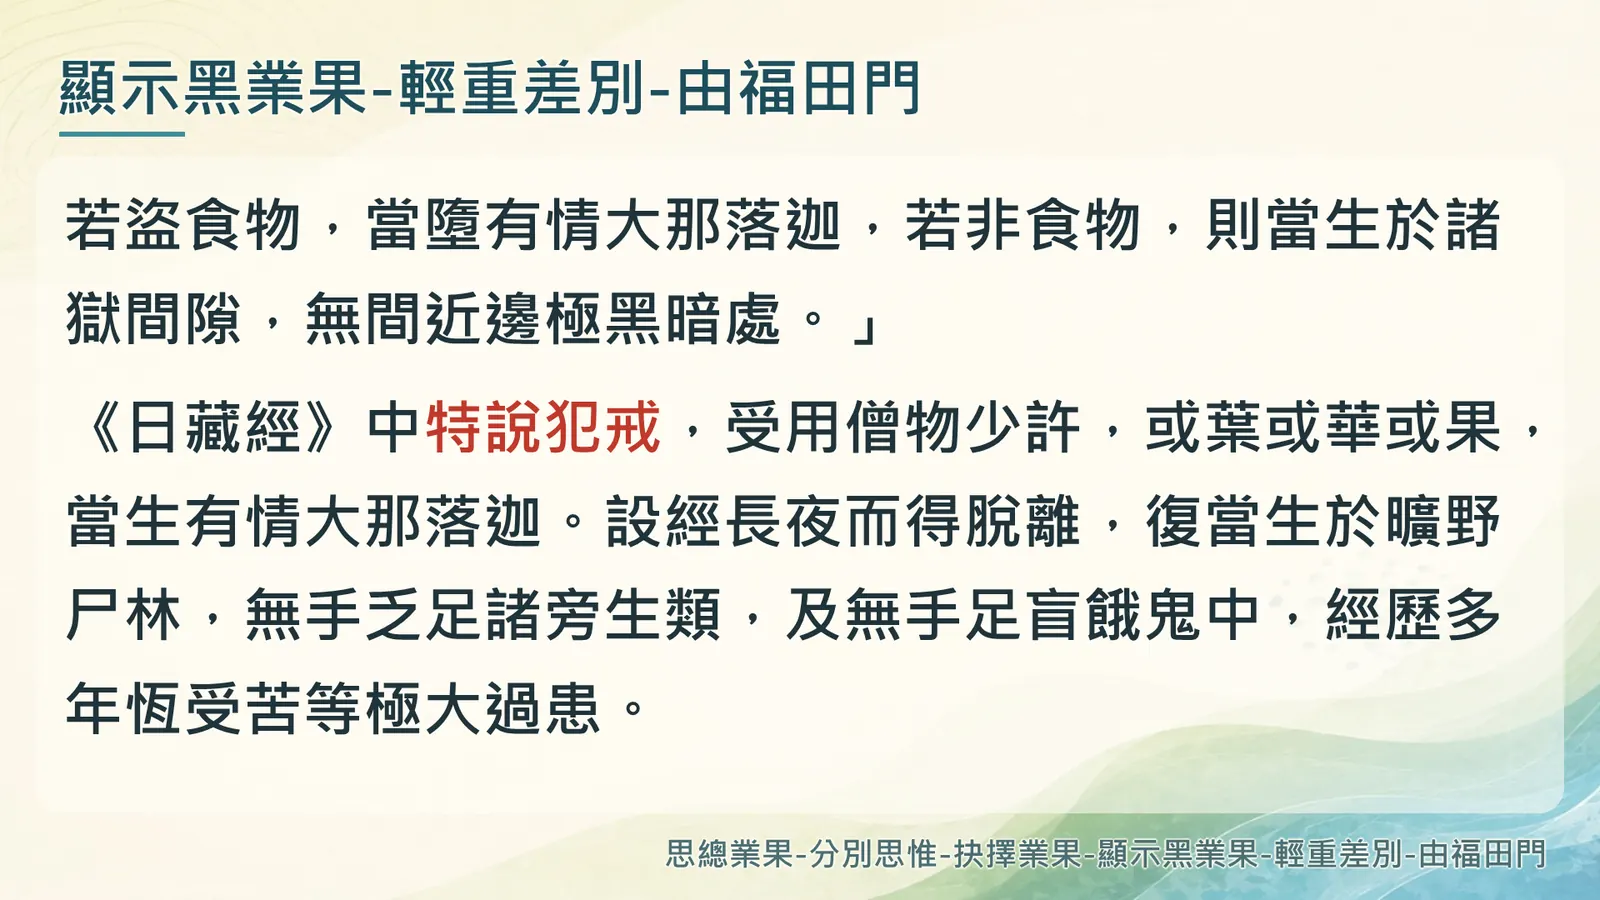 顯示黑業果-輕重差別-由福田門
若盜食物，當墮有情大那落迦，若非食物，則當生於諸
獄間隙，無間近邊極黑暗處。」
《日藏經》中特說犯戒，受用僧物少許，或葉或華或果，
當生有情大那落迦。設經長夜而得脫離，復當生於曠野
尸林，無手乏足諸旁生類，及無手足盲餓鬼中，經歷多
年恆受苦等極大過患。
思總業果-分別思惟-抉擇業果-顯示黑業果-輕重差別-由福田門